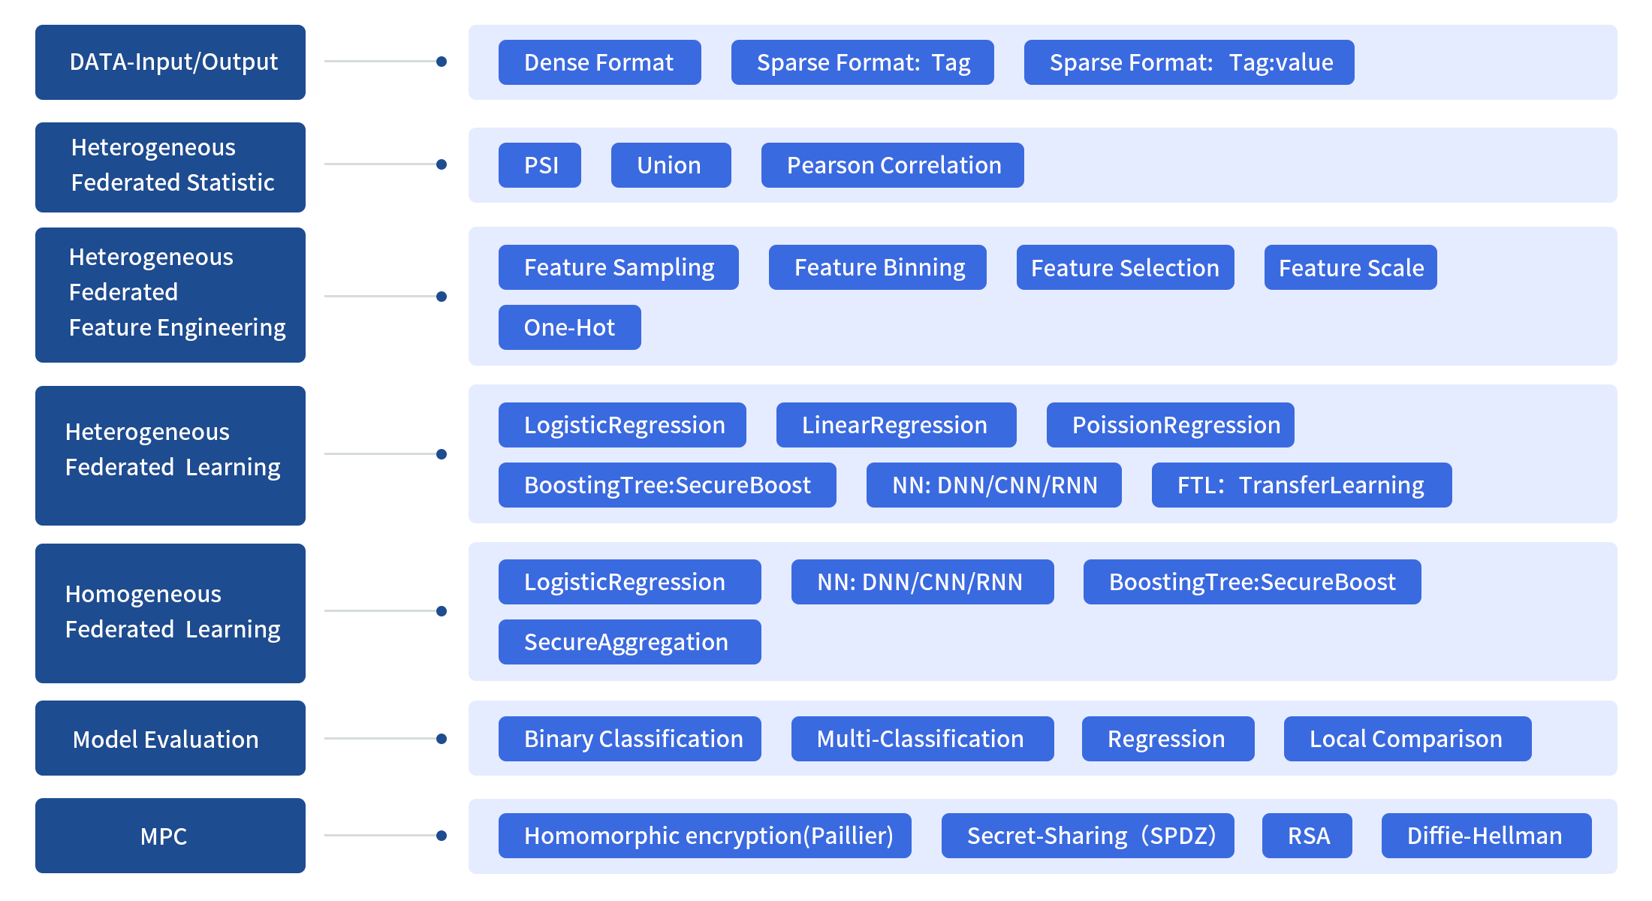 DATA-Input/Output
Dense Format
Sparse Format: Tag
Sparse Format: Tag:value
Heterogeneous
Federated Statistic
PSI
Union
Pearson Correlation
Heterogeneous
Federated
Feature Engineering
Feature Sampling
Feature Binning
Feature Selection
Feature Scale
One-Hot
Heterogeneous
Federated Learning
LogisticRegression
LinearRegression
PoissionRegression
BoostingTree:SecureBoost
NN: DNN/CNN/RNN
FTL：TransferLearning
Homogeneous
Federated Learning
LogisticRegression
NN: DNN/CNN/RNN
BoostingTree:SecureBoost
SecureAggregation
Model Evaluation
Binary Classification
Multi-Classification
Regression
Local Comparison
MPC
Homomorphic encryption(Paillier)
Secret-Sharing（SPDZ）
RSA
Diffie-Hellman